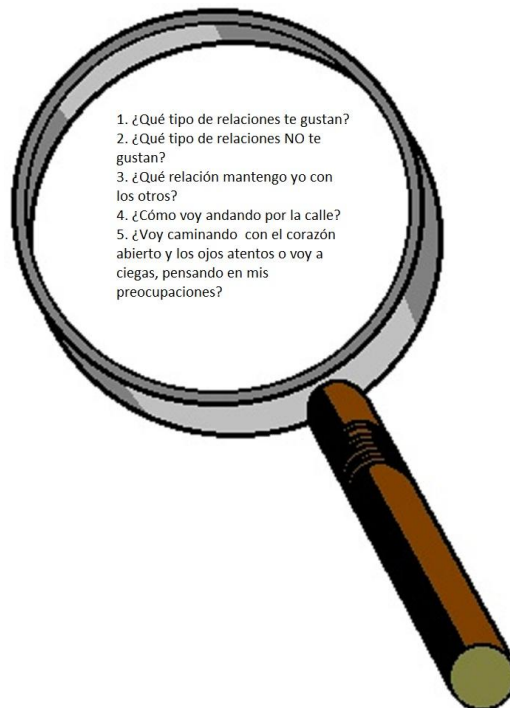 1. ¿Qué tipo de relaciones te gustan?
2. ¿Qué tipo de relaciones NO te
gustan?
3. ¿Qué relación mantengo yo con
los otros?
4. ¿Cómo voy andando por la calle?
5. ¿Voy caminando  con el corazón
abierto y los ojos atentos o voy a
ciegas, pensando en mis
preocupaciones?